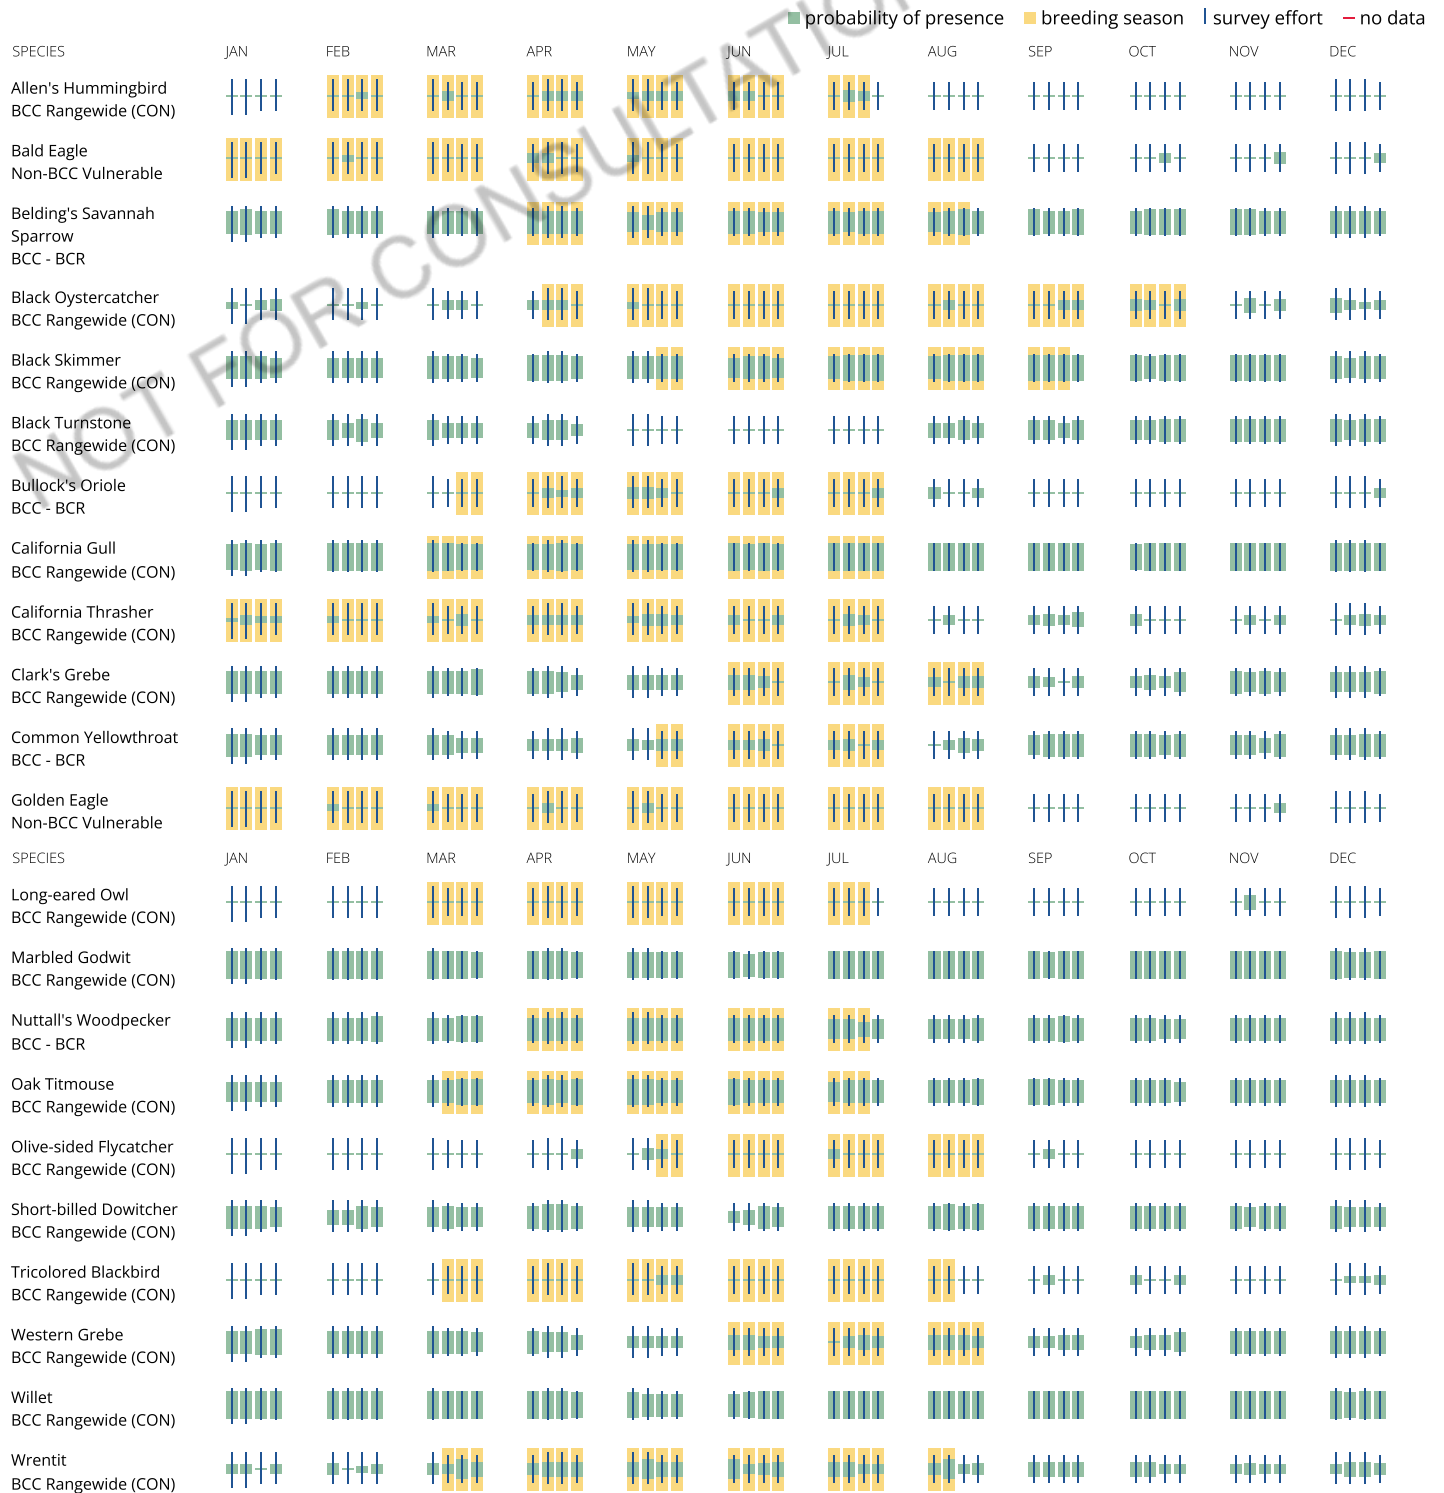 probability of presence breeding season survey effort no data
SPECIES JAN FEB MAR APR MAY JUN JUL AUG SEP OCT NOV DEC
Allen's Hummingbird
BCC Rangewide (CON)
Bald Eagle
Non-BCC Vulnerable
Belding's Savannah
Sparrow
BCC - BCR
Black Oystercatcher
BCC Rangewide (CON)
Black Skimmer
BCC Rangewide (CON)
Black Turnstone
BCC Rangewide (CON)
Bullock's Oriole
BCC - BCR
California Gull
BCC Rangewide (CON)
California Thrasher
BCC Rangewide (CON)
Clark's Grebe
BCC Rangewide (CON)
Common Yellowthroat
BCC - BCR
Golden Eagle
Non-BCC Vulnerable
SPECIES JAN FEB MAR APR MAY JUN JUL AUG SEP OCT NOV DEC
Long-eared Owl
BCC Rangewide (CON)
Marbled Godwit
BCC Rangewide (CON)
Nuttall's Woodpecker
BCC - BCR
Oak Titmouse
BCC Rangewide (CON)
Olive-sided Flycatcher
BCC Rangewide (CON)
Short-billed Dowitcher
BCC Rangewide (CON)
Tricolored Blackbird
BCC Rangewide (CON)
Western Grebe
BCC Rangewide (CON)
Willet
BCC Rangewide (CON)
Wrentit
BCC Rangewide (CON)
NOT FOR CONSULTATION